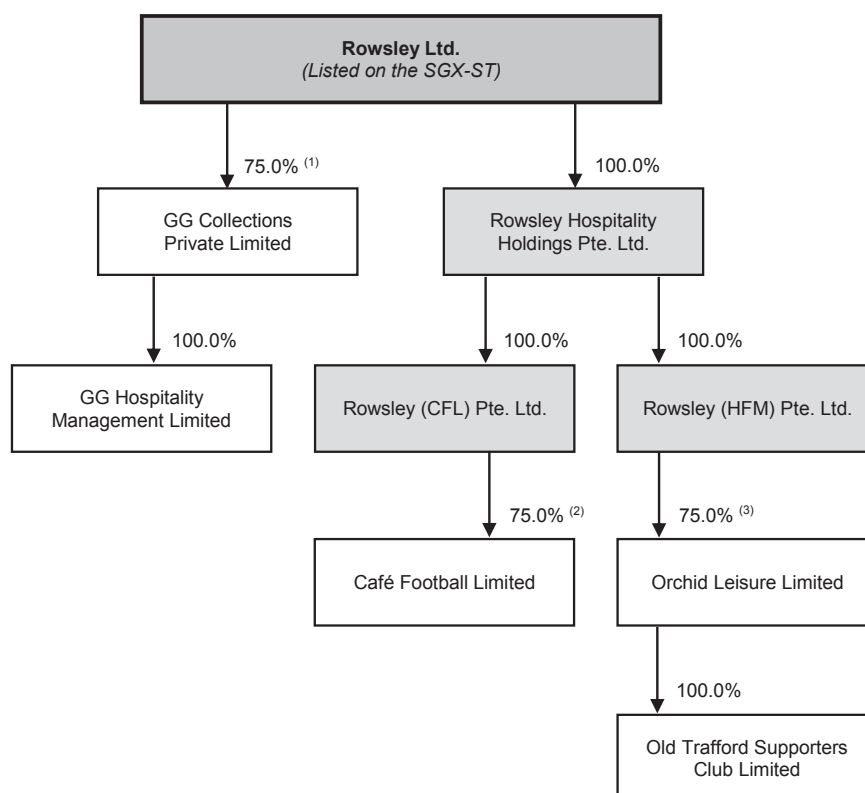 Rowsley Ltd.
(Listed on the SGX-ST)
75.0% (1)
100.0%
GG Collections
Private Limited
Rowsley Hospitality
Holdings Pte. Ltd.
100.0%
100.0%
100.0%
GG Hospitality
Management Limited
Rowsley (CFL) Pte. Ltd.
Rowsley (HFM) Pte. Ltd.
75.0% (2)
75.0% (3)
Café Football Limited
Orchid Leisure Limited
100.0%
Old Trafford Supporters
Club Limited